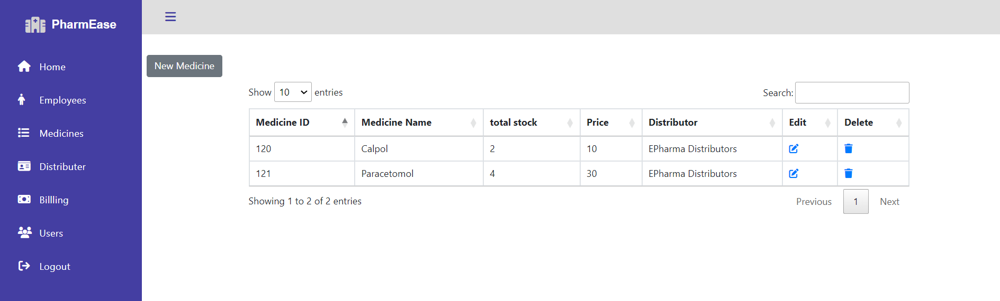 PharmEase
Home
Employees
Medicines
Distributer
Billling
Users
Logout
New Medicine
Show 10 entries
Search:
Medicine ID Medicine Name total stock Price Distributor Edit Delete
120 Calpol 2 10 EPharma Distributors
121 Paracetomol 4 30 EPharma Distributors
Showing 1 to 2 of 2 entries
Previous 1 Next